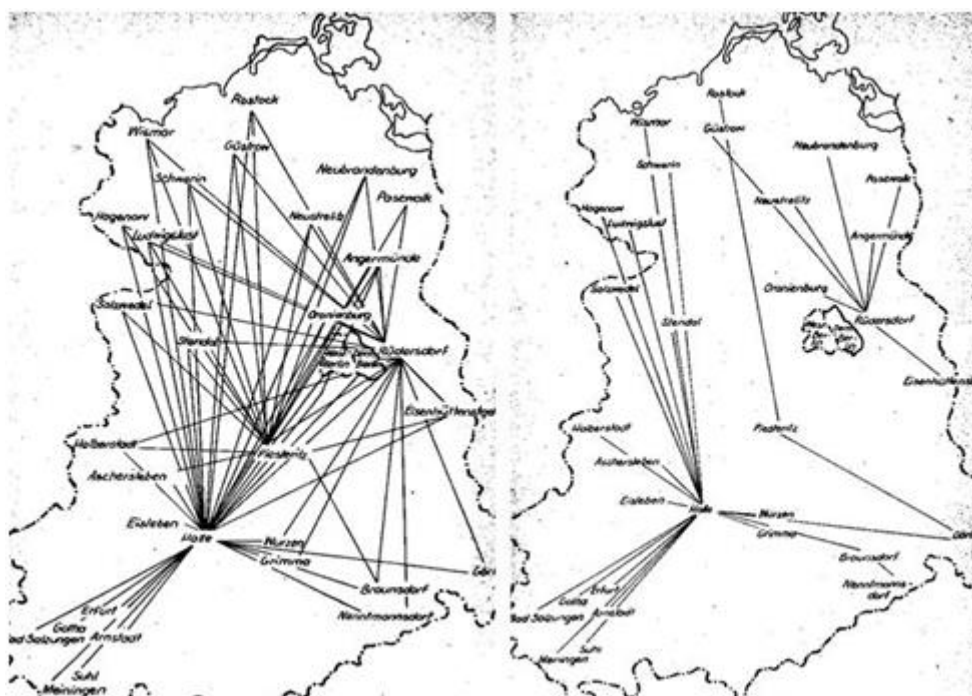 Rostock
Wismar
Güstrow
Schwerin
Neubrandenburg
Pasewalk
Hagenow
Neustrelitz
Ludwigslust
Angermünde
Salzwedel
Oranienburg
Stendal
Rüdersdorf
Halberstadt
Piesteritz
Aschersleben
Eisleben
Halle
Wurzen
Grimma
Braunsdorf
Nentmannsdorf
Erfurt
Gotha
Bad Salzungen
Arnstadt
Suhl
Meiningen
Rostock
Wismar
Güstrow
Schwerin
Neubrandenburg
Pasewalk
Hagenow
Neustrelitz
Ludwigslust
Angermünde
Salzwedel
Oranienburg
Stendal
Rüdersdorf
Halberstadt
Piesteritz
Aschersleben
Eisleben
Halle
Wurzen
Grimma
Braunsdorf
Nentmanns-
dorf
Erfurt
Gotha
Bad Salzungen
Arnstadt
Suhl
Meiningen